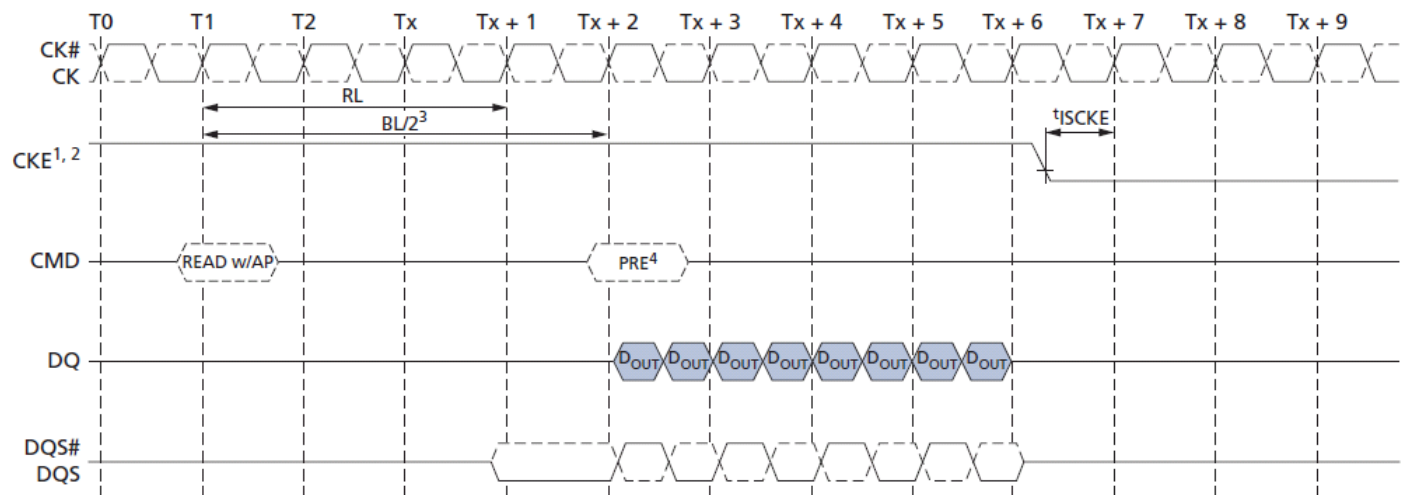 T0 T1 T2 Tx Tx + 1 Tx + 2 Tx + 3 Tx + 4 Tx + 5 Tx + 6 Tx + 7 Tx + 8 Tx + 9
CK#
CK
RL
BL/2³
tISCKE
CKE1, 2
CMD READ w/AP PRE⁴
DQ DOUT DOUT DOUT DOUT DOUT DOUT DOUT DOUT
DQS#
DQS